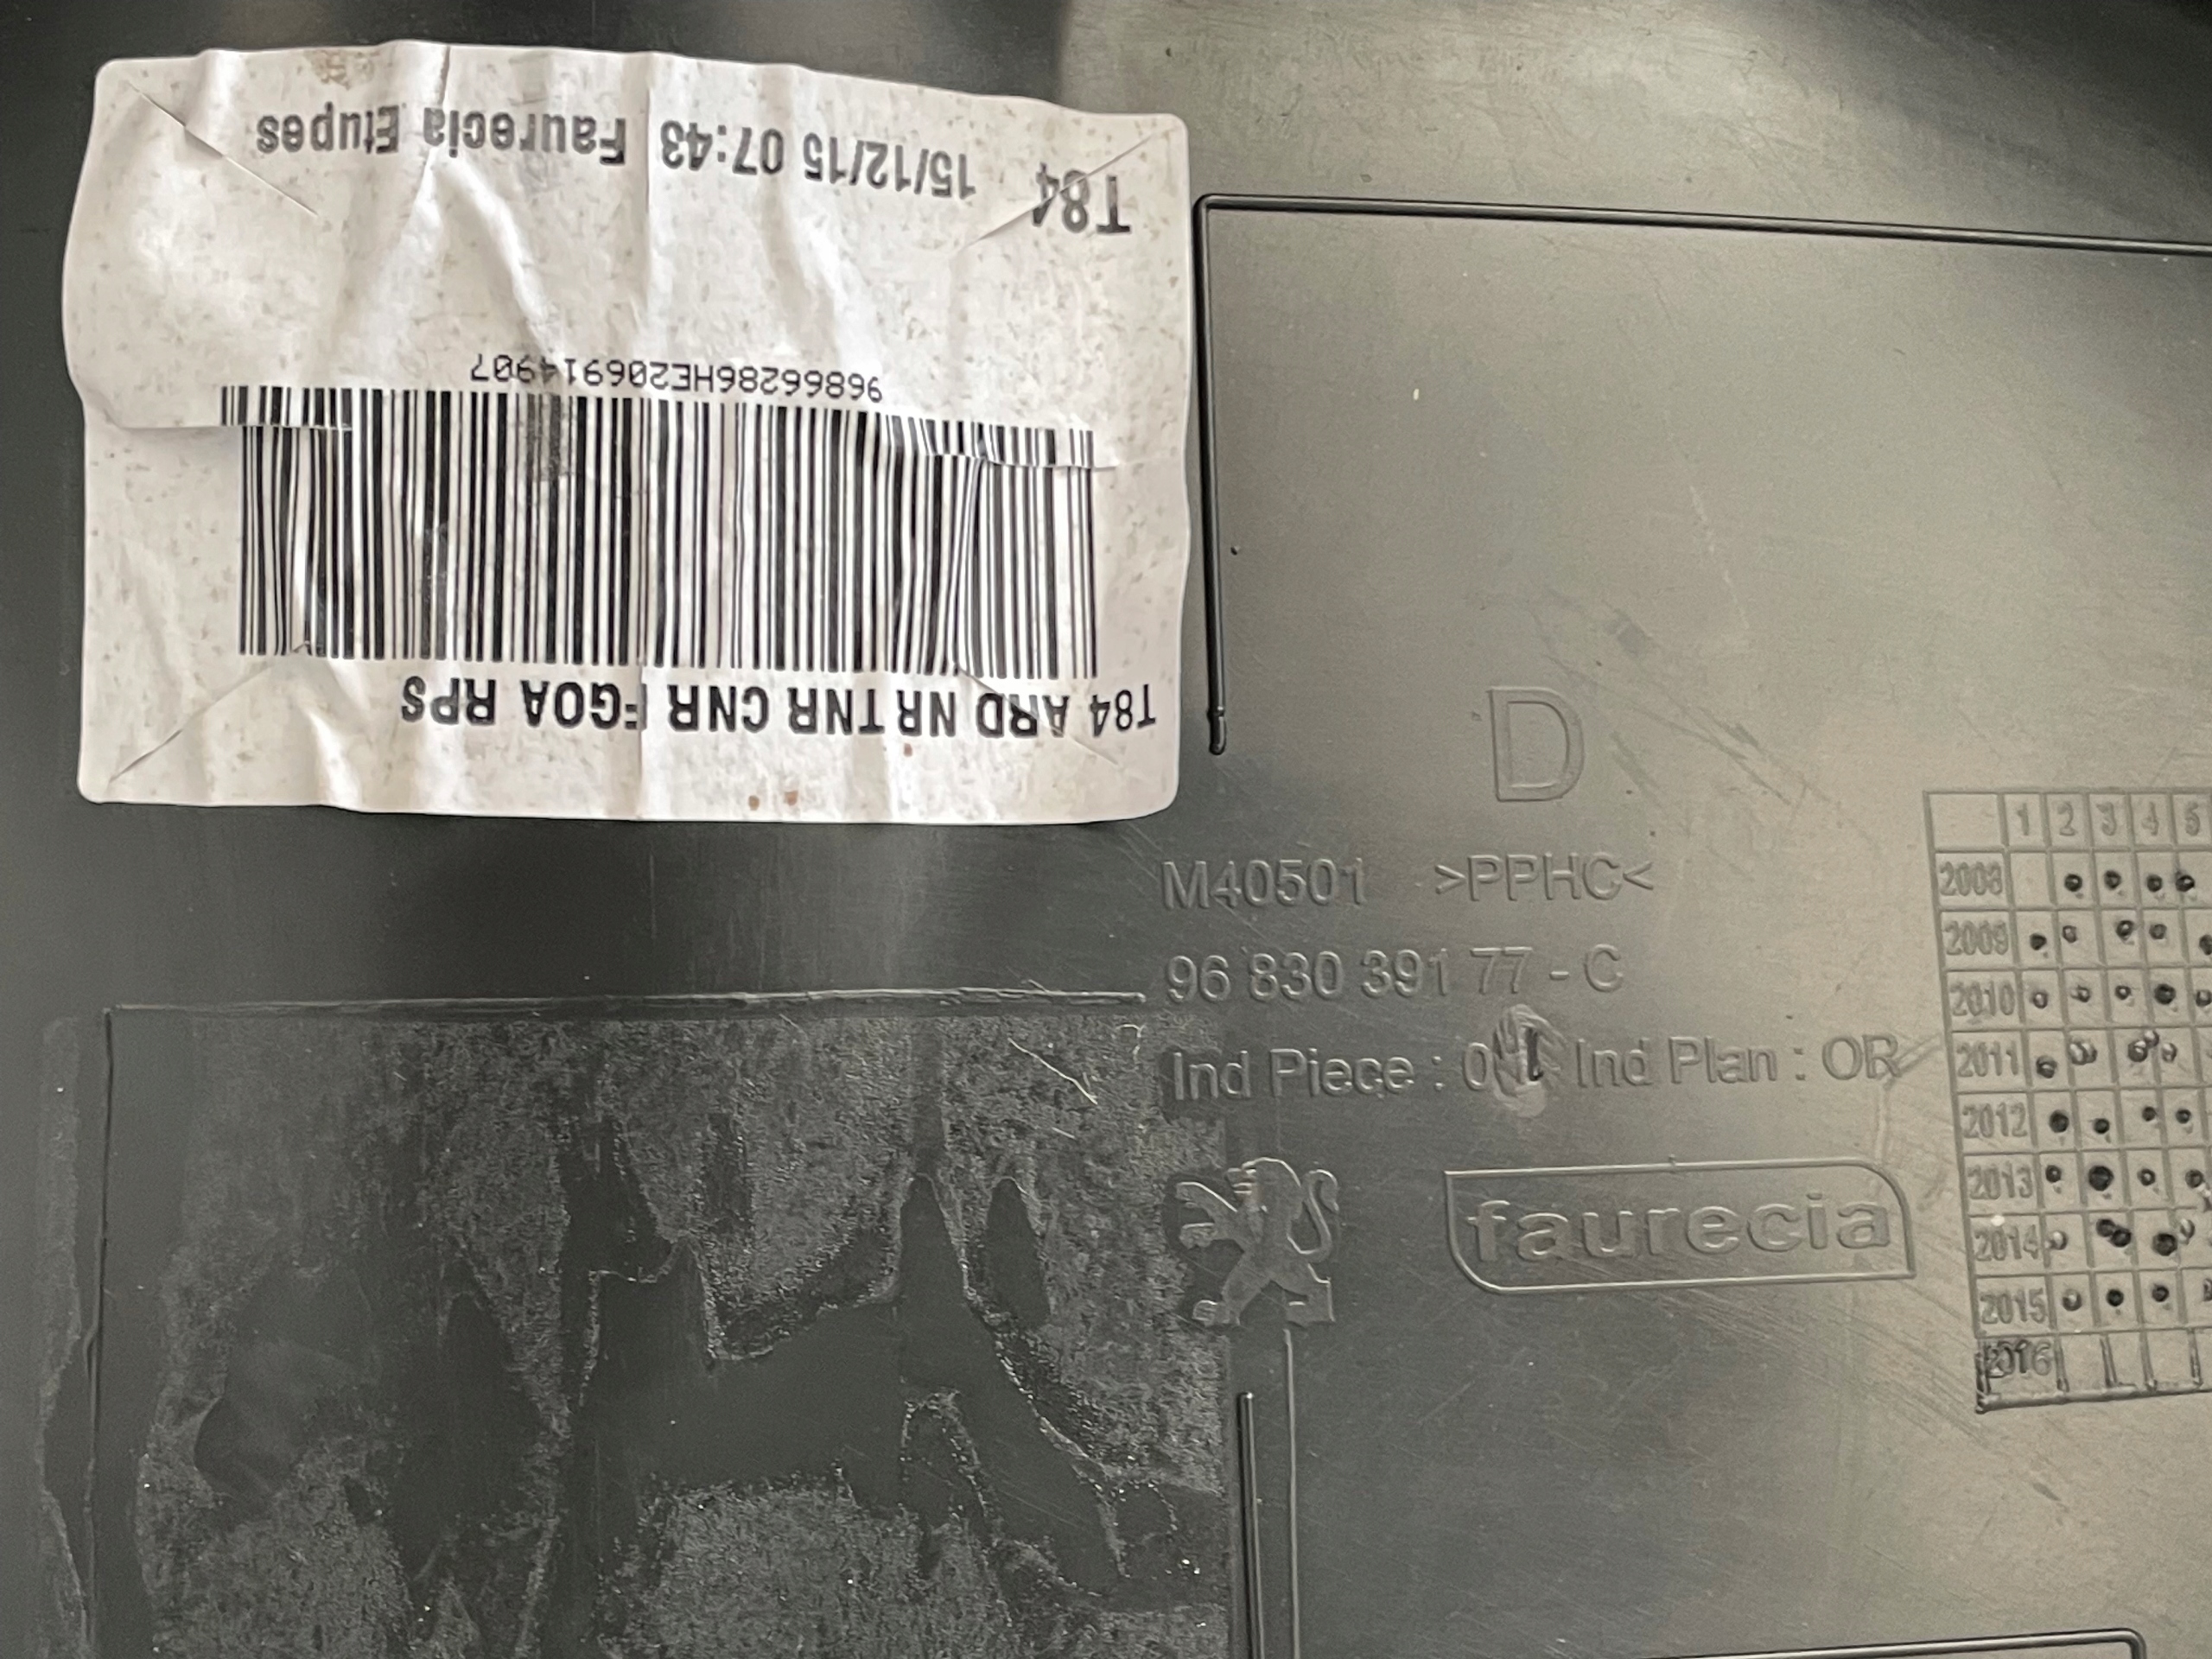 T84 15/12/15 07:43 Faurecia Etupes
96866286HE206914907
T84 ARD NR TNR CNR FGOA RPS
D
M40501 >PPHC<
96 830 391 77 - C
Ind Piece : 01 Ind Plan : OR
faurecia
1 2 3 4 5
2008
2009
2010
2011
2012
2013
2014
2015
2016